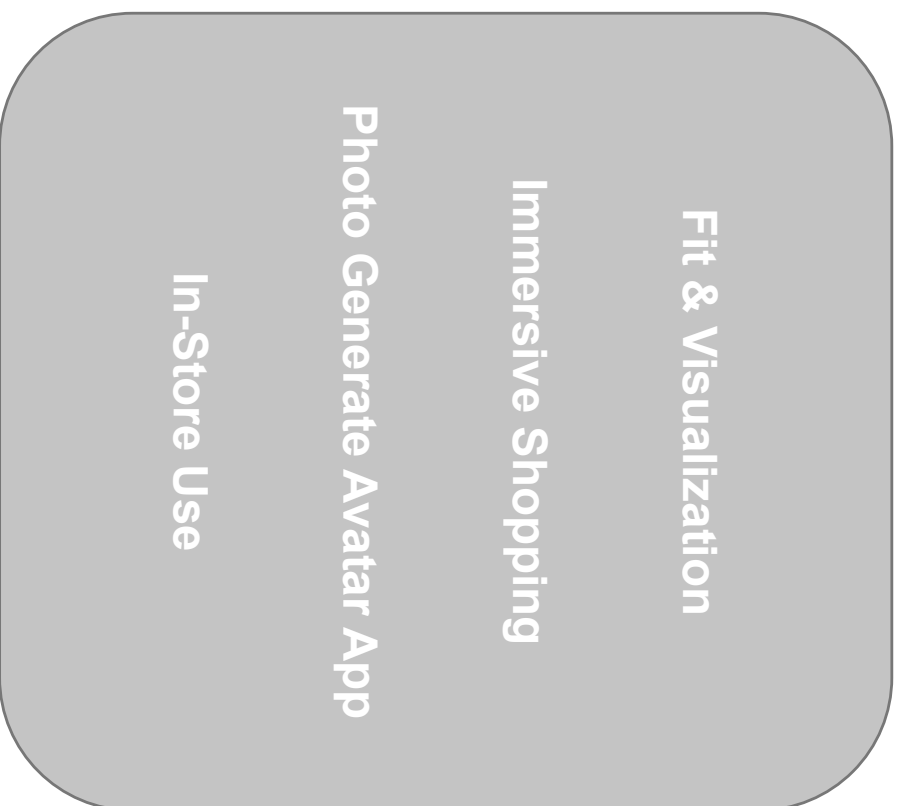 Fit & Visualization
Immersive Shopping
Photo Generate Avatar App
In-Store Use